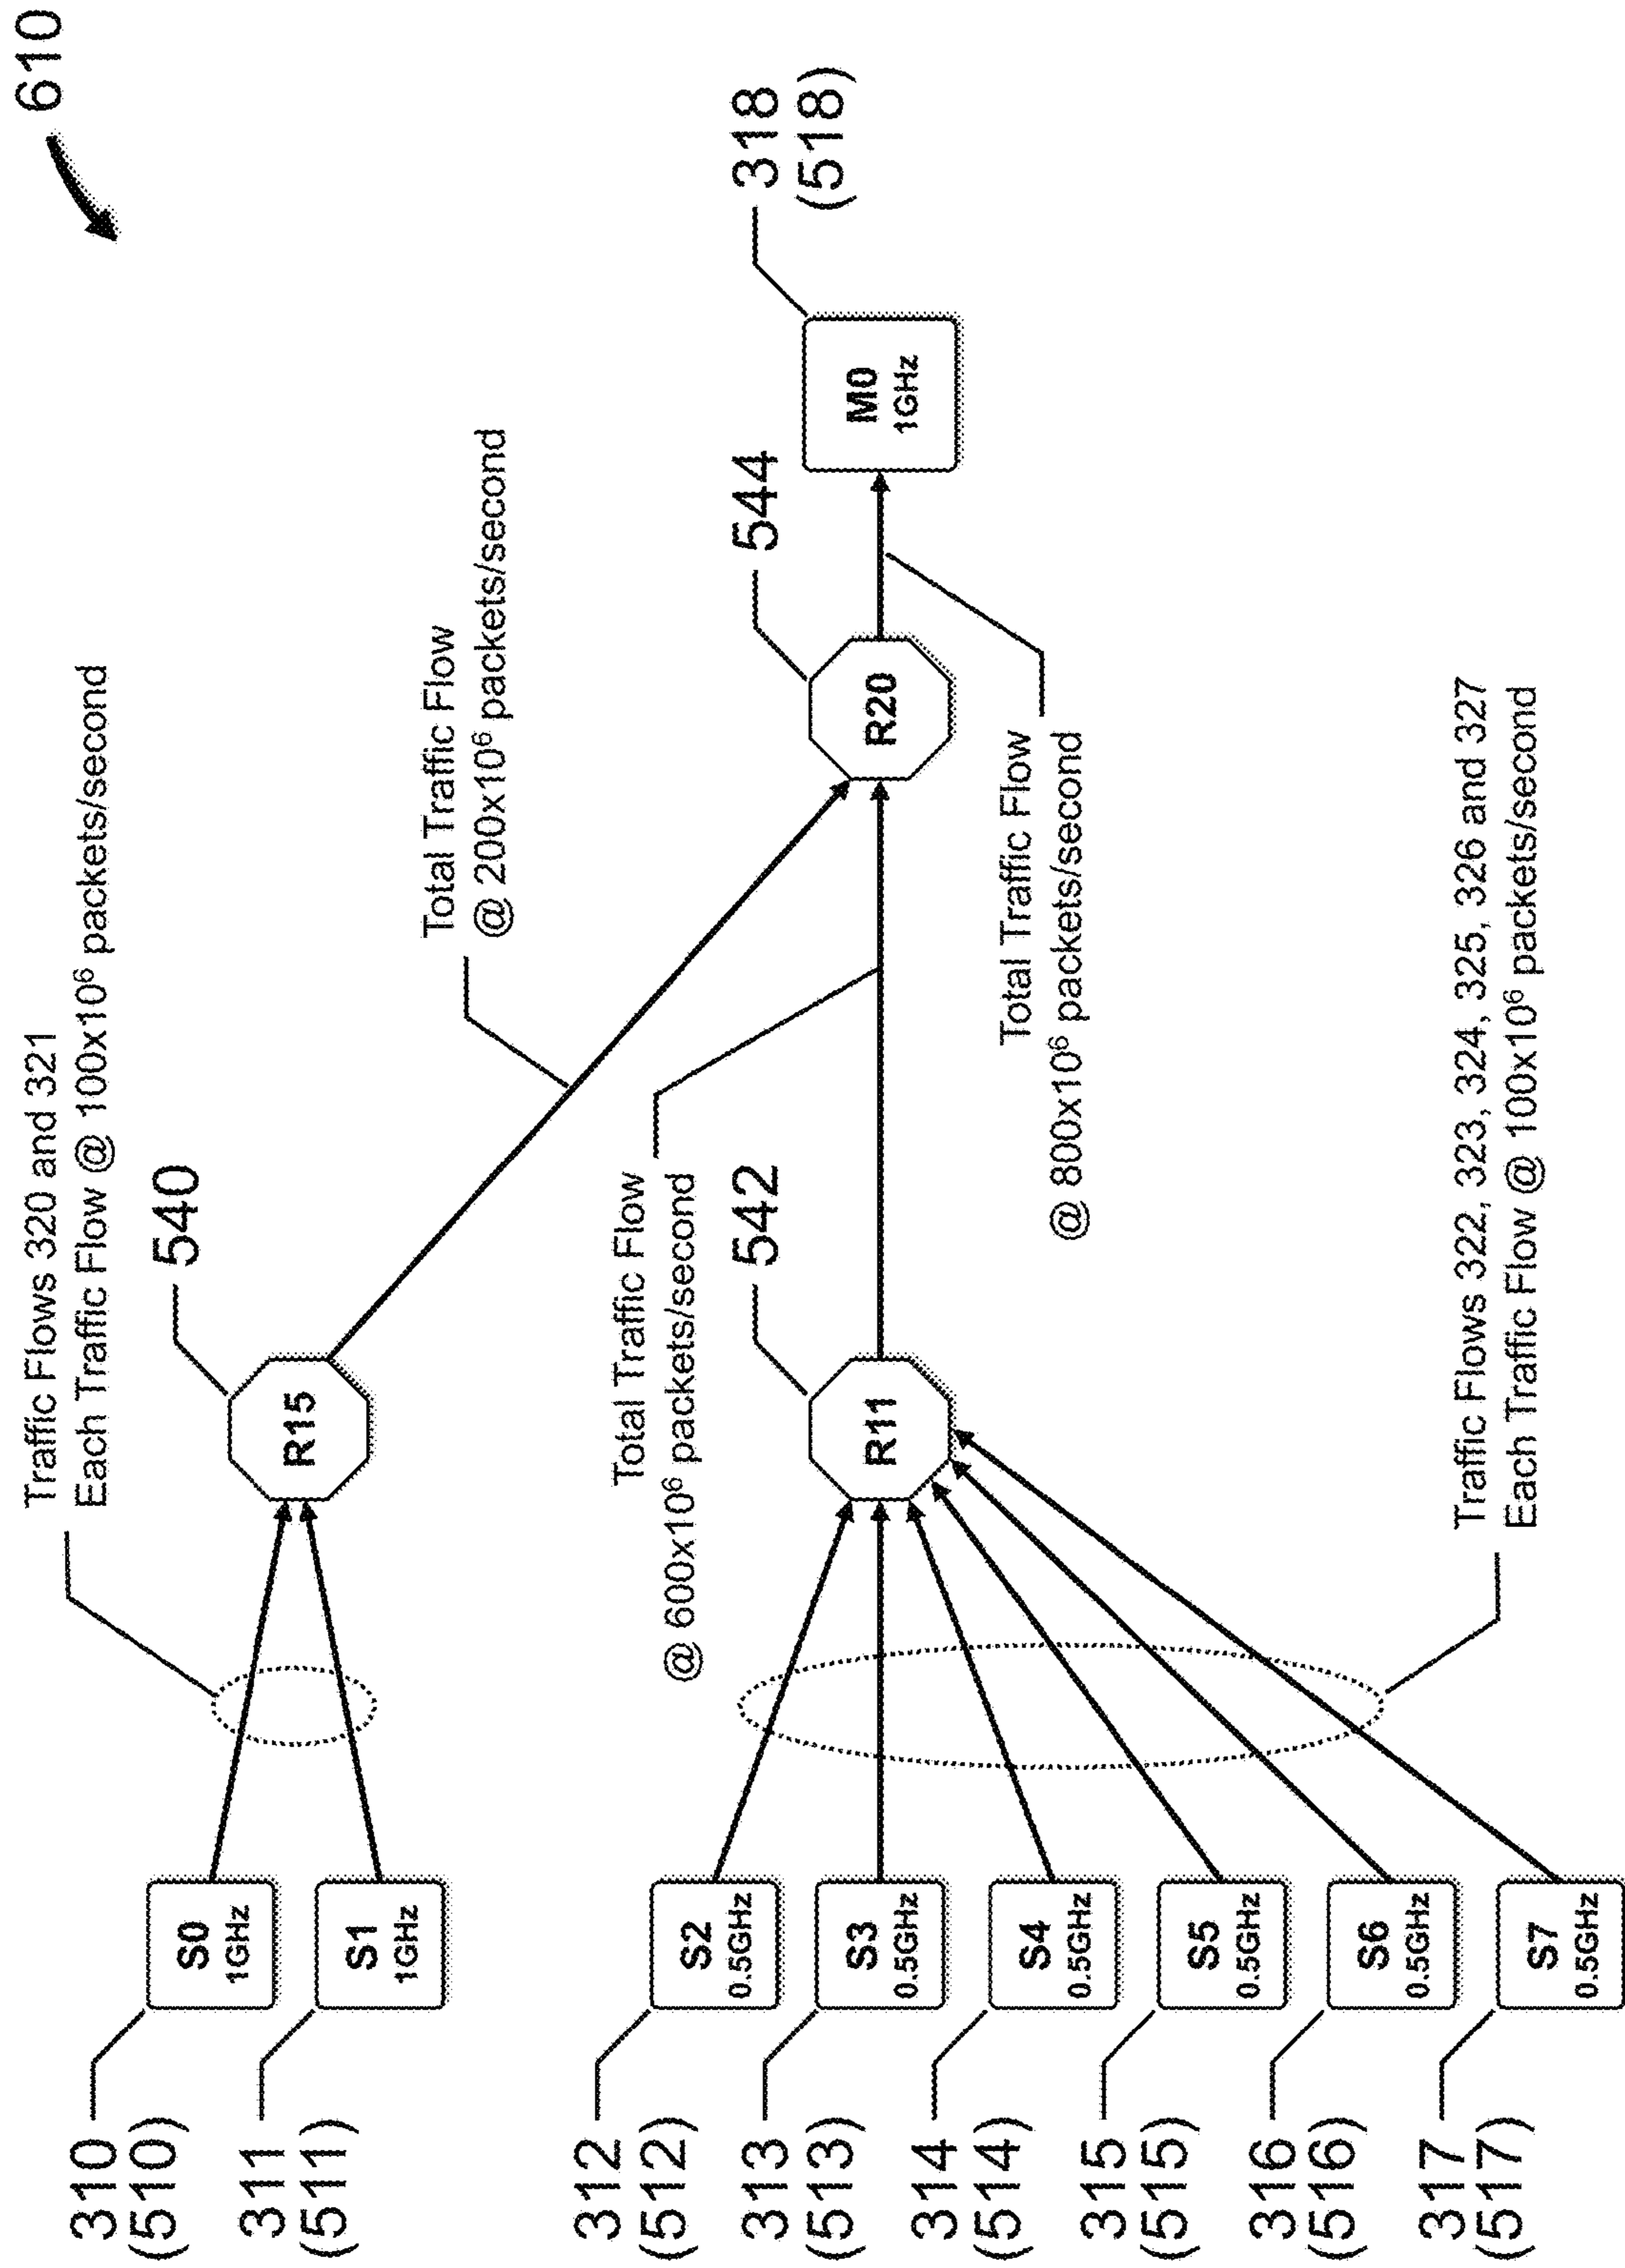 610
Traffic Flows 320 and 321
Each Traffic Flow @ 100x10⁶ packets/second
310
(510)
S0
1GHz
311
(511)
S1
1GHz
540
R15
Total Traffic Flow
@ 200x10⁶ packets/second
Total Traffic Flow
@ 600x10⁶ packets/second
312
(512)
S2
0.5GHz
313
(513)
S3
0.5GHz
314
(514)
S4
0.5GHz
315
(515)
S5
0.5GHz
316
(516)
S6
0.5GHz
317
(517)
S7
0.5GHz
542
R11
544
R20
318
(518)
M0
1GHz
Total Traffic Flow
@ 800x10⁶ packets/second
Traffic Flows 322, 323, 324, 325, 326 and 327
Each Traffic Flow @ 100x10⁶ packets/second